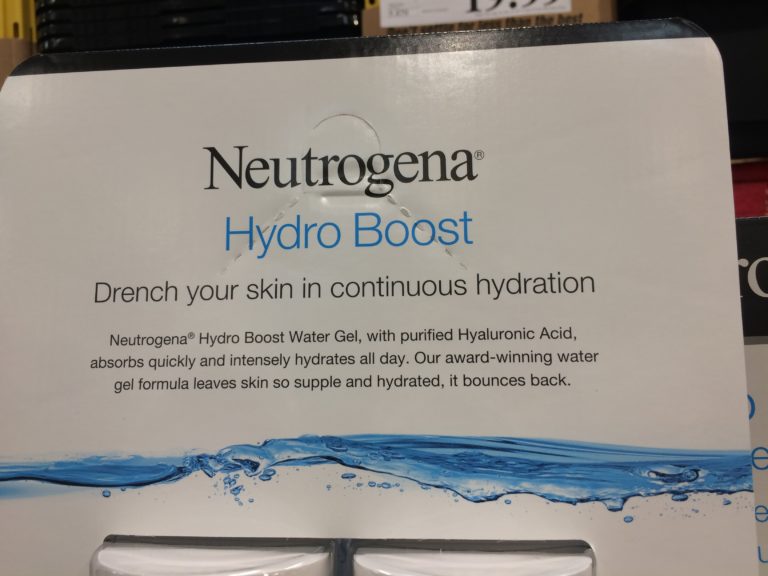 19.99
Neutrogena®
Hydro Boost
Drench your skin in continuous hydration
Neutrogena® Hydro Boost Water Gel, with purified Hyaluronic Acid,
absorbs quickly and intensely hydrates all day. Our award-winning water
gel formula leaves skin so supple and hydrated, it bounces back.